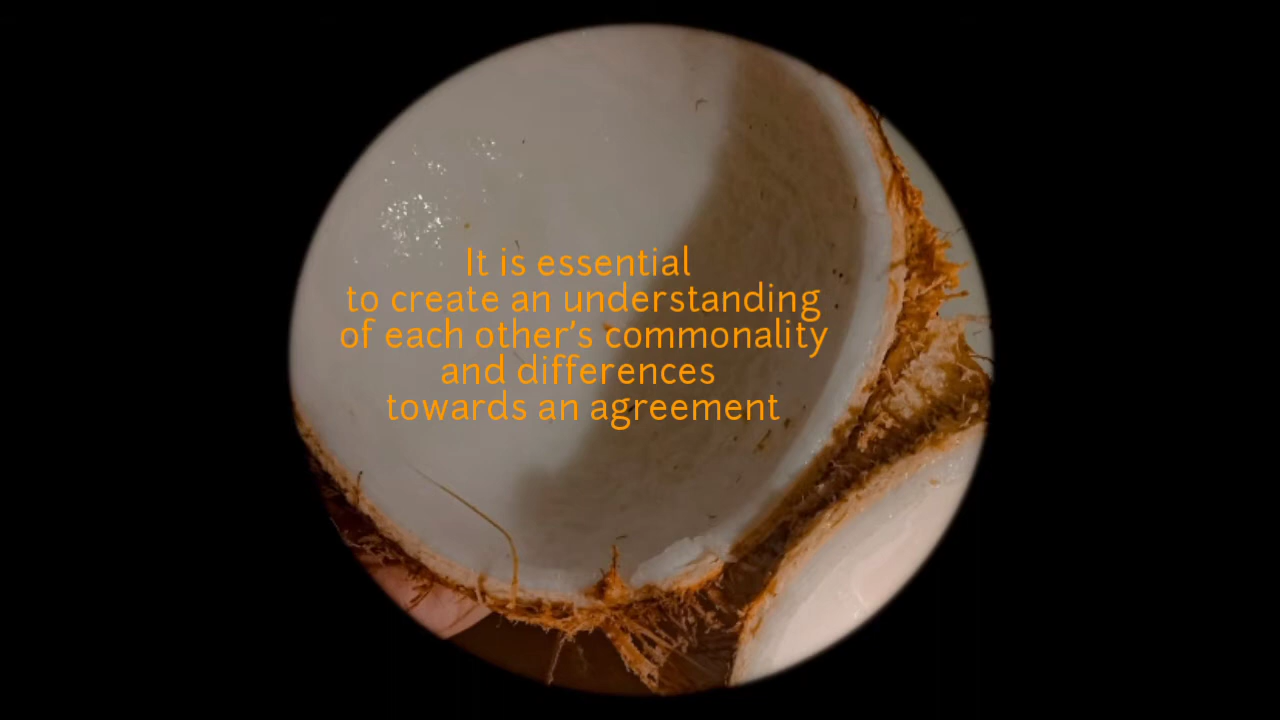 It is essential
to create an understanding
of each other’s commonality
and differences
towards an agreement